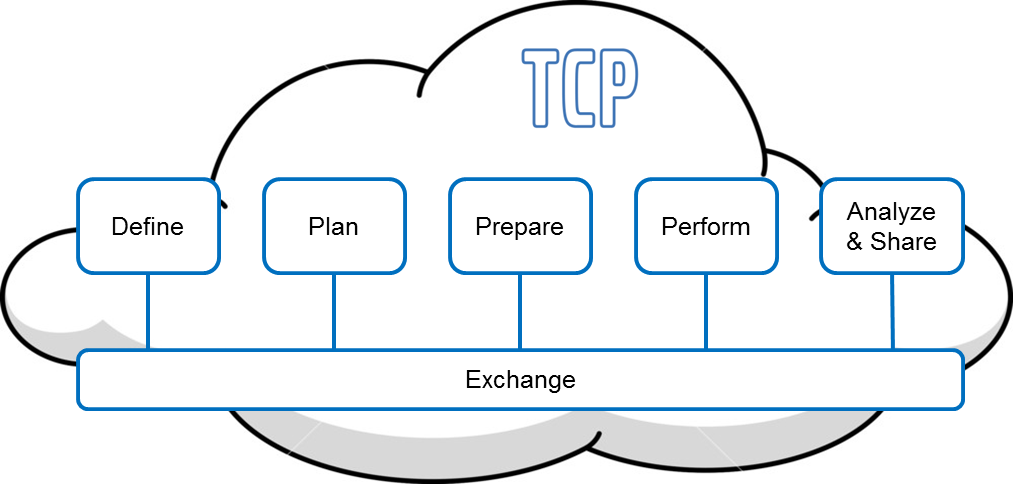 TCP
Define
Plan
Prepare
Perform
Analyze
& Share
Exchange